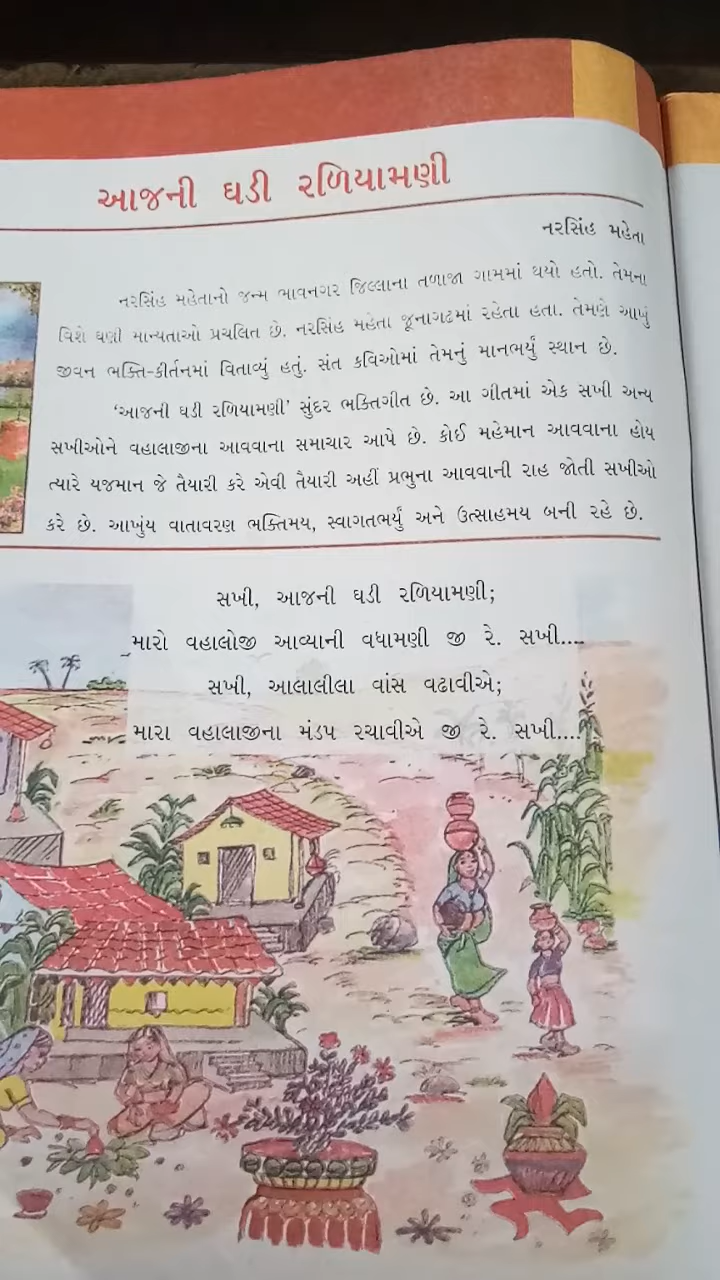 આજની ઘડી રળિયામણી
નરસિંહ મહેતા
નરસિંહ મહેતાનો જન્મ ભાવનગર જિલ્લાના તળાજા ગામમાં થયો હતો. તેમના
વિશે ઘણી માન્યતાઓ પ્રચલિત છે. નરસિંહ મહેતા જૂનાગઢમાં રહેતા હતા. તેમણે આખું
જીવન ભક્તિ-કીર્તનમાં વિતાવ્યું હતું. સંત કવિઓમાં તેમનું માનભર્યું સ્થાન છે.
'આજની ઘડી રળિયામણી' સુંદર ભક્તિગીત છે. આ ગીતમાં એક સખી અન્ય
સખીઓને વહાલાજીના આવવાના સમાચાર આપે છે. કોઈ મહેમાન આવવાના હોય
ત્યારે યજમાન જે તૈયારી કરે એવી તૈયારી અહીં પ્રભુના આવવાની રાહ જોતી સખીઓ
કરે છે. આખુંય વાતાવરણ ભક્તિમય, સ્વાગતભર્યું અને ઉત્સાહમય બની રહે છે.
સખી, આજની ઘડી રળિયામણી;
મારો વહાલોજી આવ્યાની વધામણી જી રે. સખી....
સખી, આલાલીલા વાંસ વઢાવીએ;
મારા વહાલાજીના મંડપ રચાવીએ જી રે. સખી....